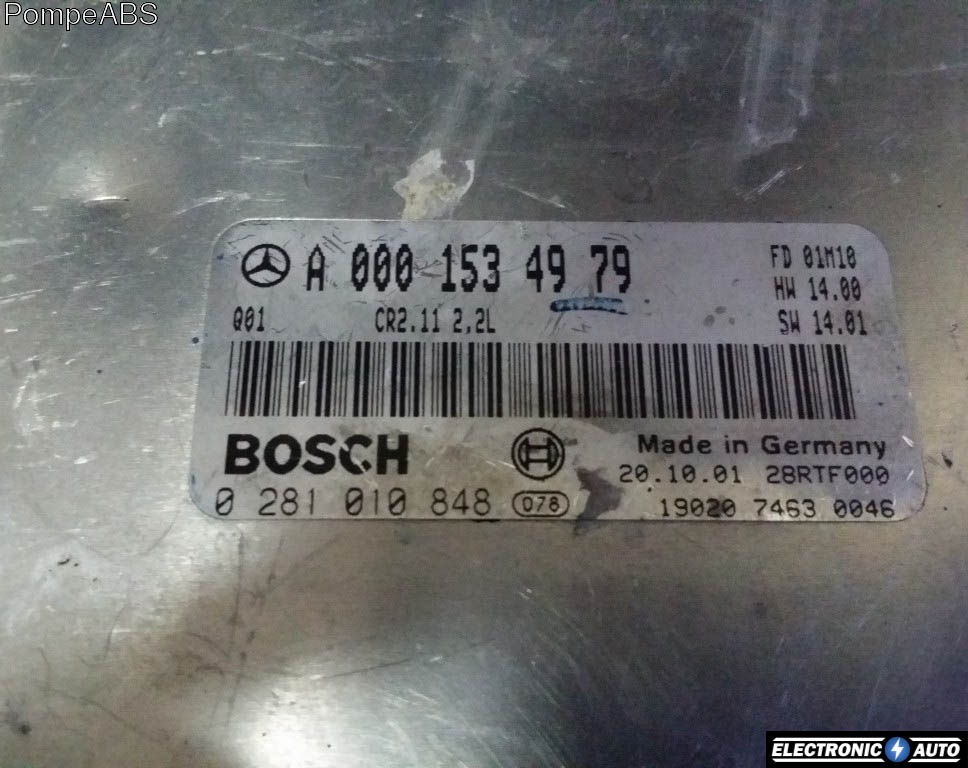 PompeABS
A 000 153 49 79
FD 01M10
HW 14.00
Q01 CR2.11 2,2L SW 14.01
BOSCH Made in Germany
20.10.01 28RTF000
0 281 010 848 078 19020 7463 0046
ELECTRONIC AUTO